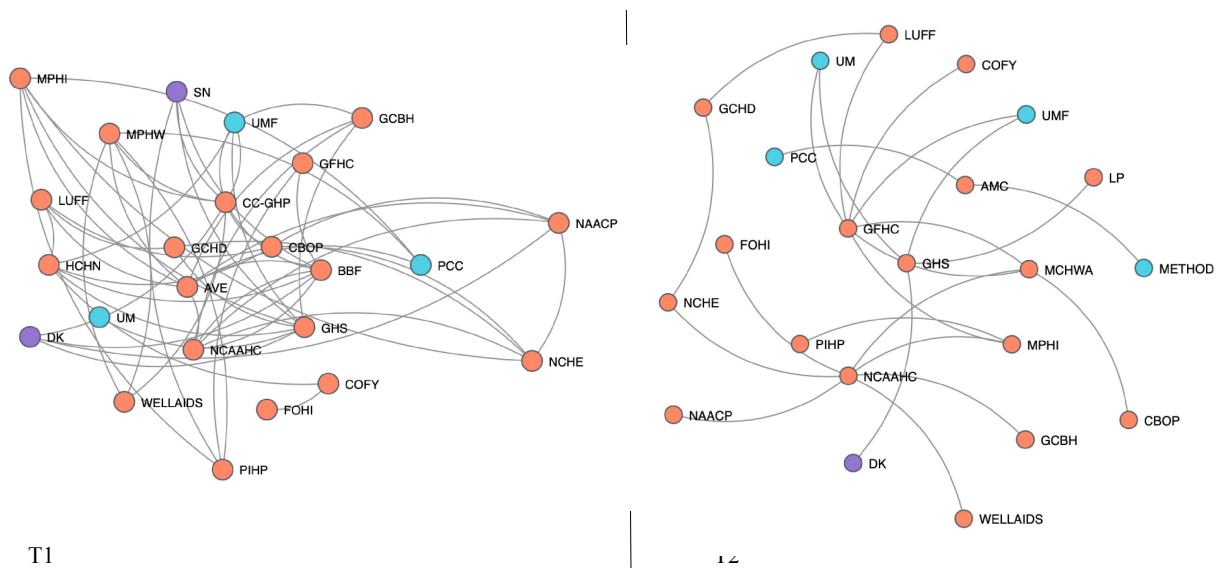 MPHI
SN
UMF
GCBH
MPHW
GFHC
LUFF
CC-GHP
NAACP
GCHD
CBOP
HCHN
BBF
PCC
AVE
UM
GHS
DK
NCAAHC
NCHE
COFY
WELLAIDS
FOHI
PIHP
T1
LUFF
UM
COFY
GCHD
UMF
PCC
LP
AMC
GFHC
FOHI
GHS
MCHWA
METHOD
NCHE
PIHP
MPHI
NCAAHC
NAACP
CBOP
GCBH
DK
WELLAIDS